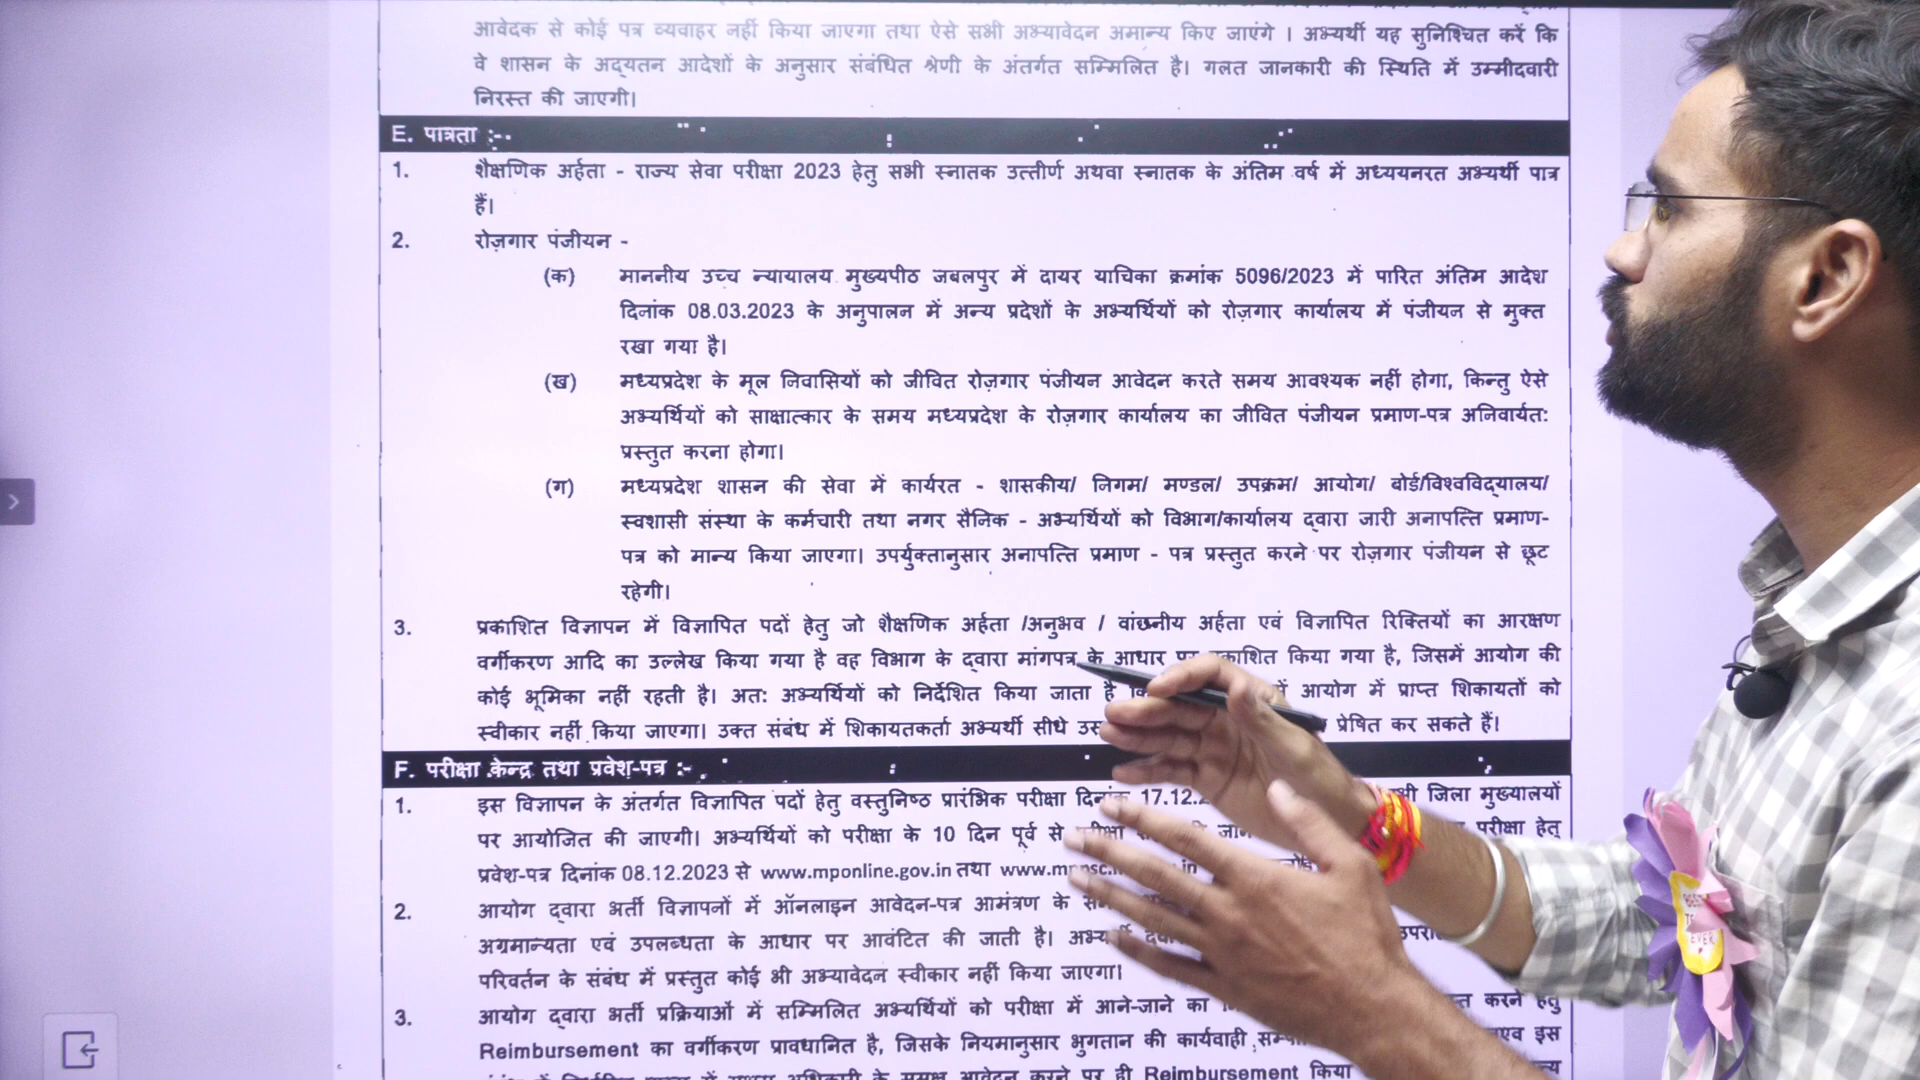 आवेदक से कोई पत्र व्यवाहर नहीं किया जाएगा तथा ऐसे सभी अभ्यावेदन अमान्य किए जाएंगे । अभ्यर्थी यह सुनिश्चित करें कि
वे शासन के अद्यतन आदेशों के अनुसार संबंधित श्रेणी के अंतर्गत सम्मिलित है। गलत जानकारी की स्थिति में उम्मीदवारी
निरस्त की जाएगी।
E. पात्रता :-
1. शैक्षणिक अर्हता - राज्य सेवा परीक्षा 2023 हेतु सभी स्नातक उत्तीर्ण अथवा स्नातक के अंतिम वर्ष में अध्ययनरत अभ्यर्थी पात्र
हैं।
2. रोज़गार पंजीयन -
(क) माननीय उच्च न्यायालय मुख्यपीठ जबलपुर में दायर याचिका क्रमांक 5096/2023 में पारित अंतिम आदेश
दिनांक 08.03.2023 के अनुपालन में अन्य प्रदेशों के अभ्यर्थियों को रोज़गार कार्यालय में पंजीयन से मुक्त
रखा गया है।
(ख) मध्यप्रदेश के मूल निवासियों को जीवित रोज़गार पंजीयन आवेदन करते समय आवश्यक नहीं होगा, किन्तु ऐसे
अभ्यर्थियों को साक्षात्कार के समय मध्यप्रदेश के रोज़गार कार्यालय का जीवित पंजीयन प्रमाण-पत्र अनिवार्यत:
प्रस्तुत करना होगा।
(ग) मध्यप्रदेश शासन की सेवा में कार्यरत - शासकीय/ निगम/ मण्डल/ उपक्रम/ आयोग/ बोर्ड/विश्वविद्यालय/
स्वशासी संस्था के कर्मचारी तथा नगर सैनिक - अभ्यर्थियों को विभाग/कार्यालय द्वारा जारी अनापत्ति प्रमाण-
पत्र को मान्य किया जाएगा। उपर्युक्तानुसार अनापत्ति प्रमाण - पत्र प्रस्तुत करने पर रोज़गार पंजीयन से छूट
रहेगी।
3. प्रकाशित विज्ञापन में विज्ञापित पदों हेतु जो शैक्षणिक अर्हता /अनुभव / वांछनीय अर्हता एवं विज्ञापित रिक्तियों का आरक्षण
वर्गीकरण आदि का उल्लेख किया गया है वह विभाग के द्वारा मांगपत्र के आधार किया गया है, जिसमें आयोग की
कोई भूमिका नहीं रहती है। अत: अभ्यर्थियों को निर्देशित किया जाता है आयोग में प्राप्त शिकायतों को
स्वीकार नहीं किया जाएगा। उक्त संबंध में शिकायतकर्ता अभ्यर्थी सीधे प्रेषित कर सकते हैं।
F. परीक्षा केन्द्र तथा प्रवेश-पत्र :-
1. इस विज्ञापन के अंतर्गत विज्ञापित पदों हेतु वस्तुनिष्ठ प्रारंभिक परीक्षा दिनांक 17.12. जिला मुख्यालयों
पर आयोजित की जाएगी। अभ्यर्थियों को परीक्षा के 10 दिन पूर्व से परीक्षा परीक्षा हेतु
प्रवेश-पत्र दिनांक 08.12.2023 से www.mponline.gov.in तथा
2. आयोग द्वारा भर्ती विज्ञापनों में ऑनलाइन आवेदन-पत्र आमंत्रण के
अग्रमान्यता एवं उपलब्धता के आधार पर आवंटित की जाती है।
परिवर्तन के संबंध में प्रस्तुत कोई भी अभ्यावेदन स्वीकार नहीं किया जाएगा।
3. आयोग द्वारा भर्ती प्रक्रियाओं में सम्मिलित अभ्यर्थियों को परीक्षा में आने-जाने का करने हेतु
Reimbursement का वर्गीकरण प्रावधानित है, जिसके नियमानुसार भुगतान की कार्यवाही इस
के समक्ष आवेदन करने पर ही Reimbursement किया
BEST
EVER